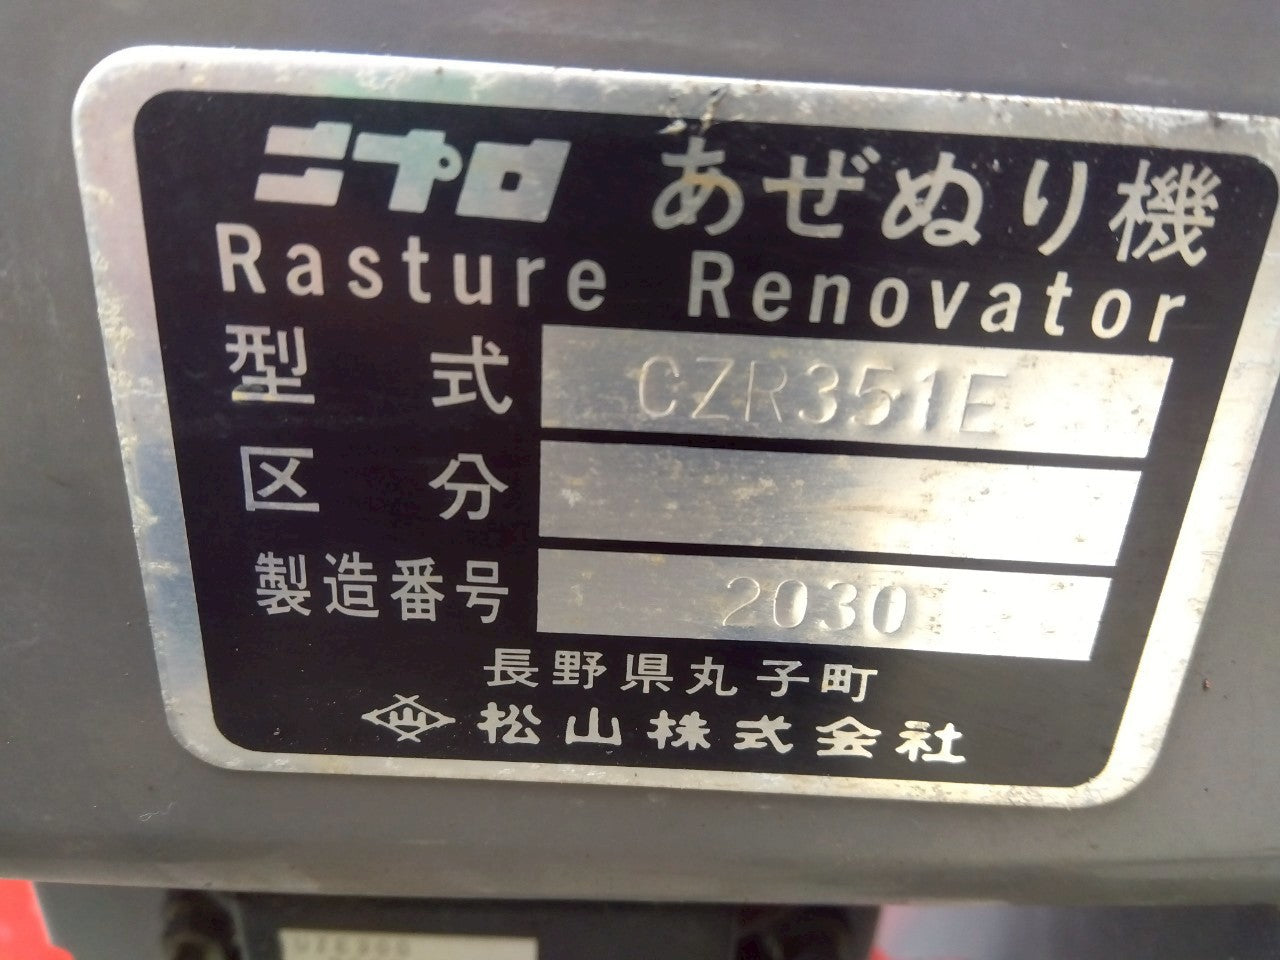 ニプロ あぜぬり機
Rasture Renovator
型式 CZR351E
区分
製造番号 2030
長野県丸子町
松山株式会社